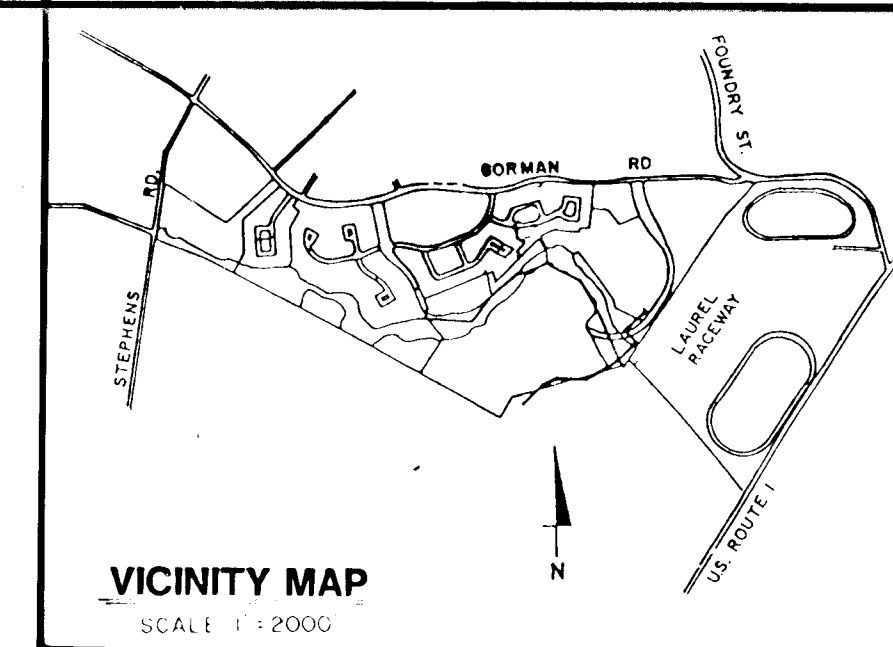 FOUNDRY ST.
GORMAN RD
RD.
STEPHENS
LAUREL
RACEWAY
U.S. ROUTE 1
N
VICINITY MAP
SCALE 1" = 2000'